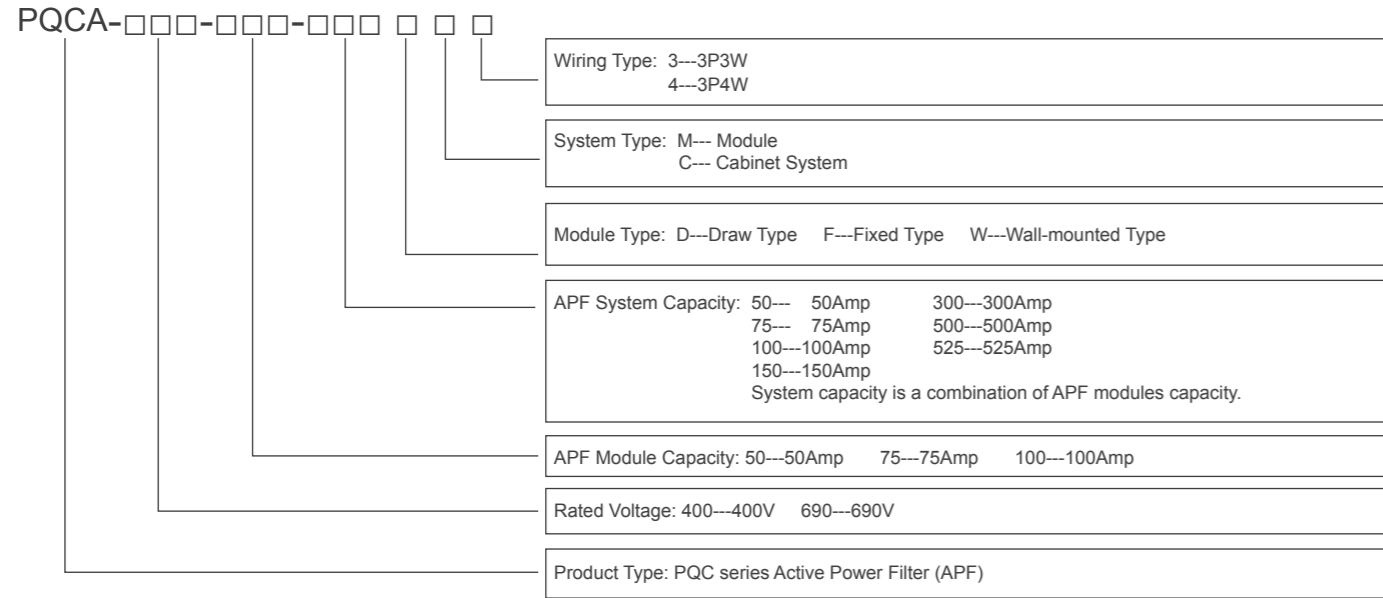 PQCA-□□□-□□□-□□□ □ □ □
Wiring Type: 3---3P3W
4---3P4W
System Type: M--- Module
C--- Cabinet System
Module Type: D---Draw Type F---Fixed Type W---Wall-mounted Type
APF System Capacity: 50--- 50Amp 300---300Amp
75--- 75Amp 500---500Amp
100---100Amp 525---525Amp
150---150Amp
System capacity is a combination of APF modules capacity.
APF Module Capacity: 50---50Amp 75---75Amp 100---100Amp
Rated Voltage: 400---400V 690---690V
Product Type: PQC series Active Power Filter (APF)